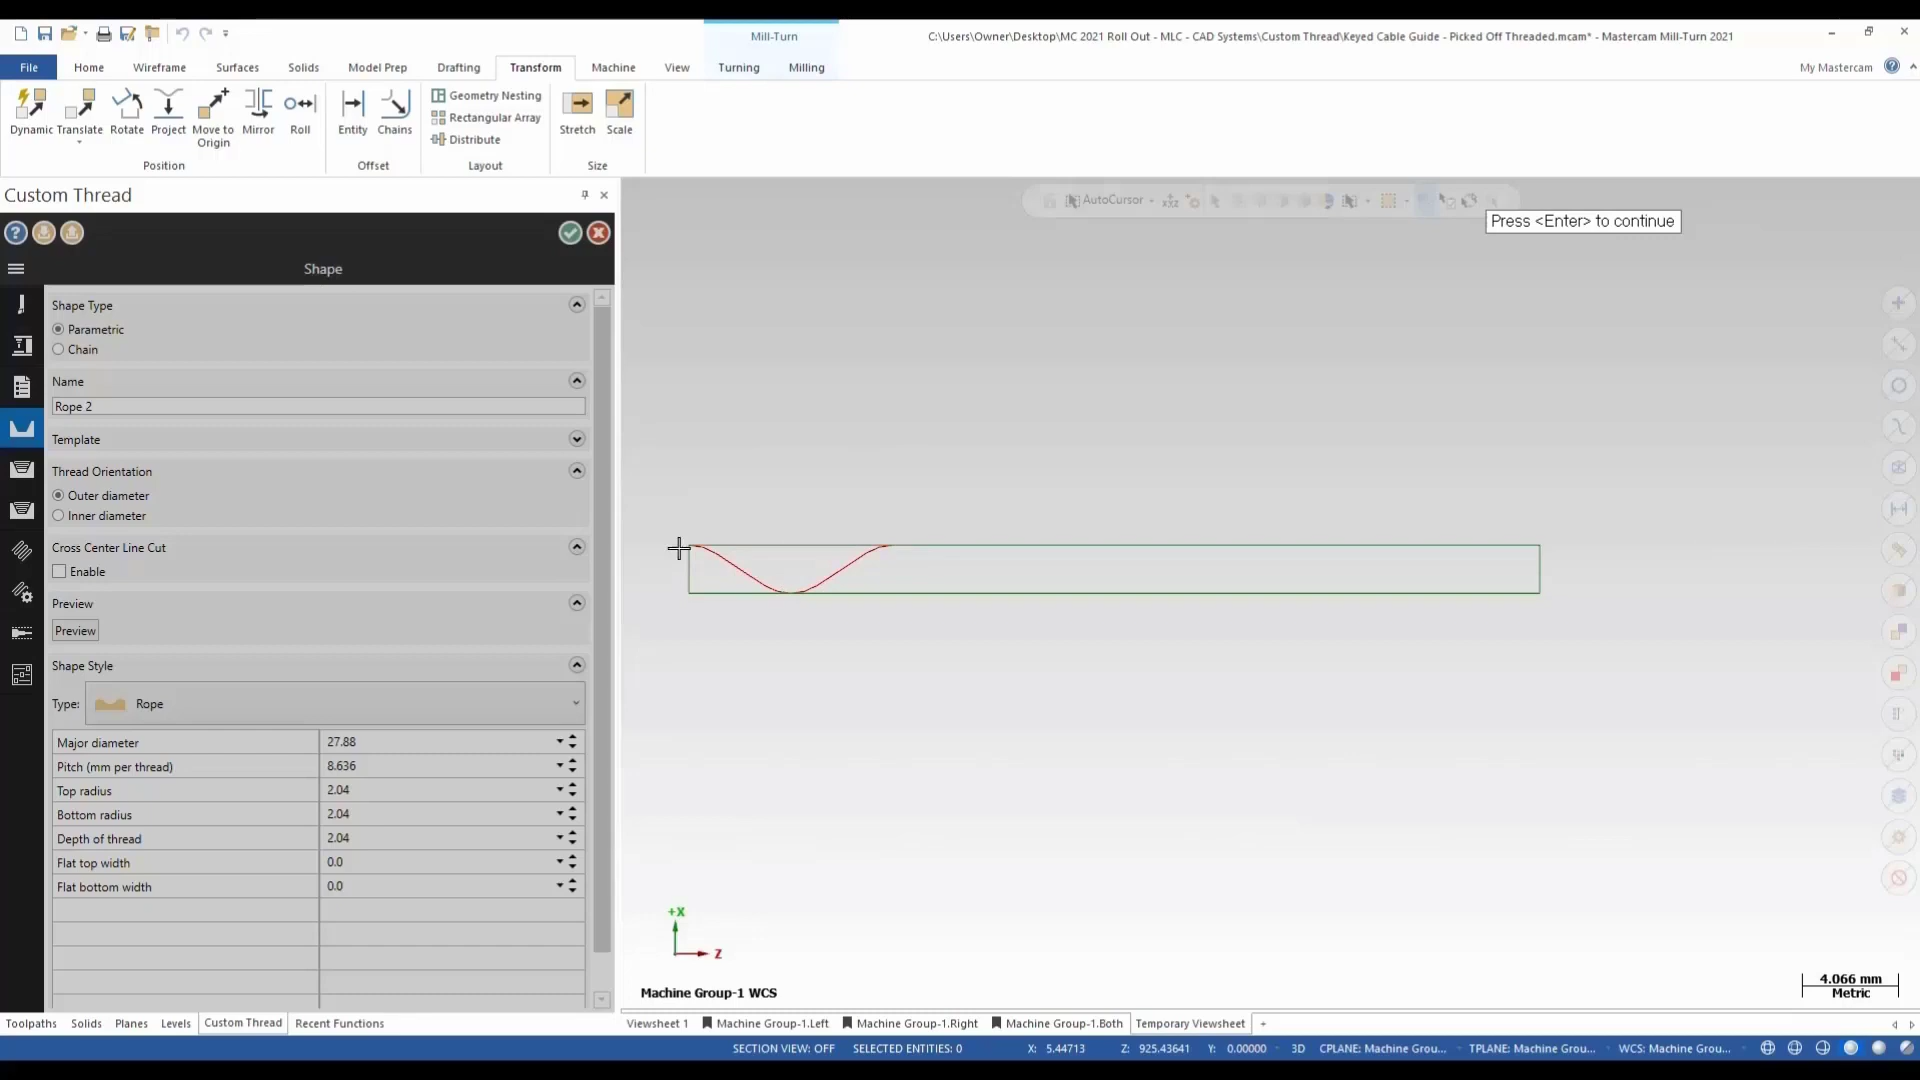 Mill-Turn
C:\Users\Owner\Desktop\MC 2021 Roll Out - MLC - CAD Systems\Custom Thread\Keyed Cable Guide - Picked Off Threaded.mcam* - Mastercam Mill-Turn 2021
File Home Wireframe Surfaces Solids Model Prep Drafting Transform Machine View Turning Milling My Mastercam
Dynamic Translate Rotate Project Move to Origin Mirror Roll
Position
Entity Chains
Offset
Geometry Nesting
Rectangular Array
Distribute
Layout
Stretch Scale
Size
Custom Thread
AutoCursor
Press <Enter> to continue
Shape
Shape Type
Parametric
Chain
Name
Rope 2
Template
Thread Orientation
Outer diameter
Inner diameter
Cross Center Line Cut
Enable
Preview
Preview
Shape Style
Type: Rope
Major diameter 27.88
Pitch (mm per thread) 8.636
Top radius 2.04
Bottom radius 2.04
Depth of thread 2.04
Flat top width 0.0
Flat bottom width 0.0
+X
Z
4.066 mm
Metric
Machine Group-1 WCS
Toolpaths Solids Planes Levels Custom Thread Recent Functions
Viewsheet 1 Machine Group-1.Left Machine Group-1.Right Machine Group-1.Both Temporary Viewsheet +
SECTION VIEW: OFF SELECTED ENTITIES: 0 X: 5.44713 Z: 925.43641 Y: 0.00000 3D CPLANE: Machine Grou... TPLANE: Machine Grou... WCS: Machine Grou...